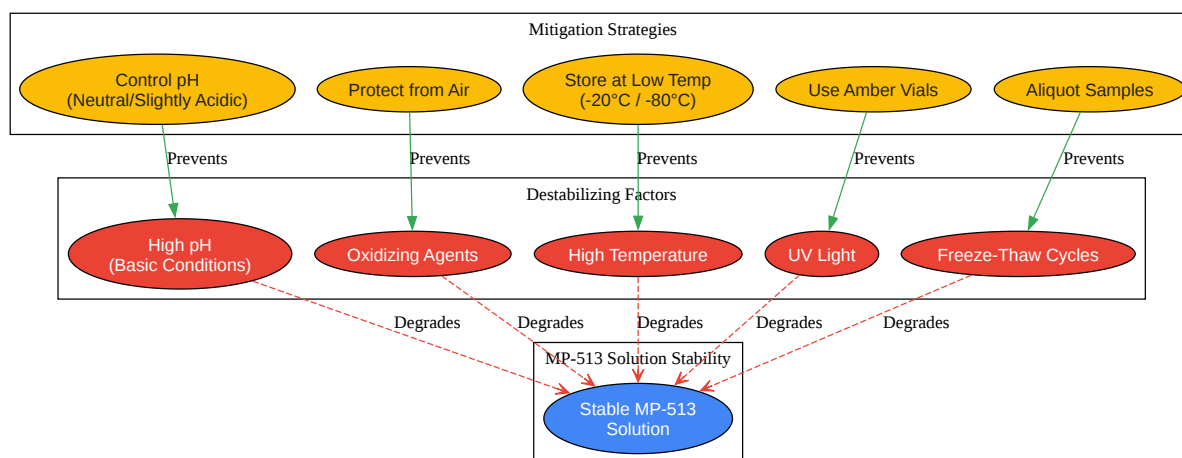 Mitigation Strategies
Control pH
(Neutral/Slightly Acidic)
Protect from Air
Store at Low Temp
(-20°C / -80°C)
Use Amber Vials
Aliquot Samples
Prevents
Prevents
Prevents
Prevents
Prevents
Destabilizing Factors
High pH
(Basic Conditions)
Oxidizing Agents
High Temperature
UV Light
Freeze-Thaw Cycles
Degrades
Degrades
Degrades
Degrades
Degrades
MP-513 Solution Stability
Stable MP-513
Solution